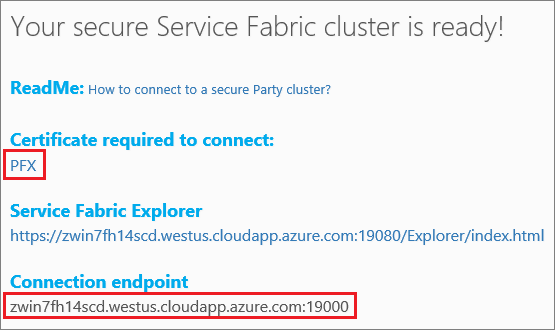 Your secure Service Fabric cluster is ready!
ReadMe: How to connect to a secure Party cluster?
Certificate required to connect:
PFX
Service Fabric Explorer
https://zwin7fh14scd.westus.cloudapp.azure.com:19080/Explorer/index.html
Connection endpoint
zwin7fh14scd.westus.cloudapp.azure.com:19000